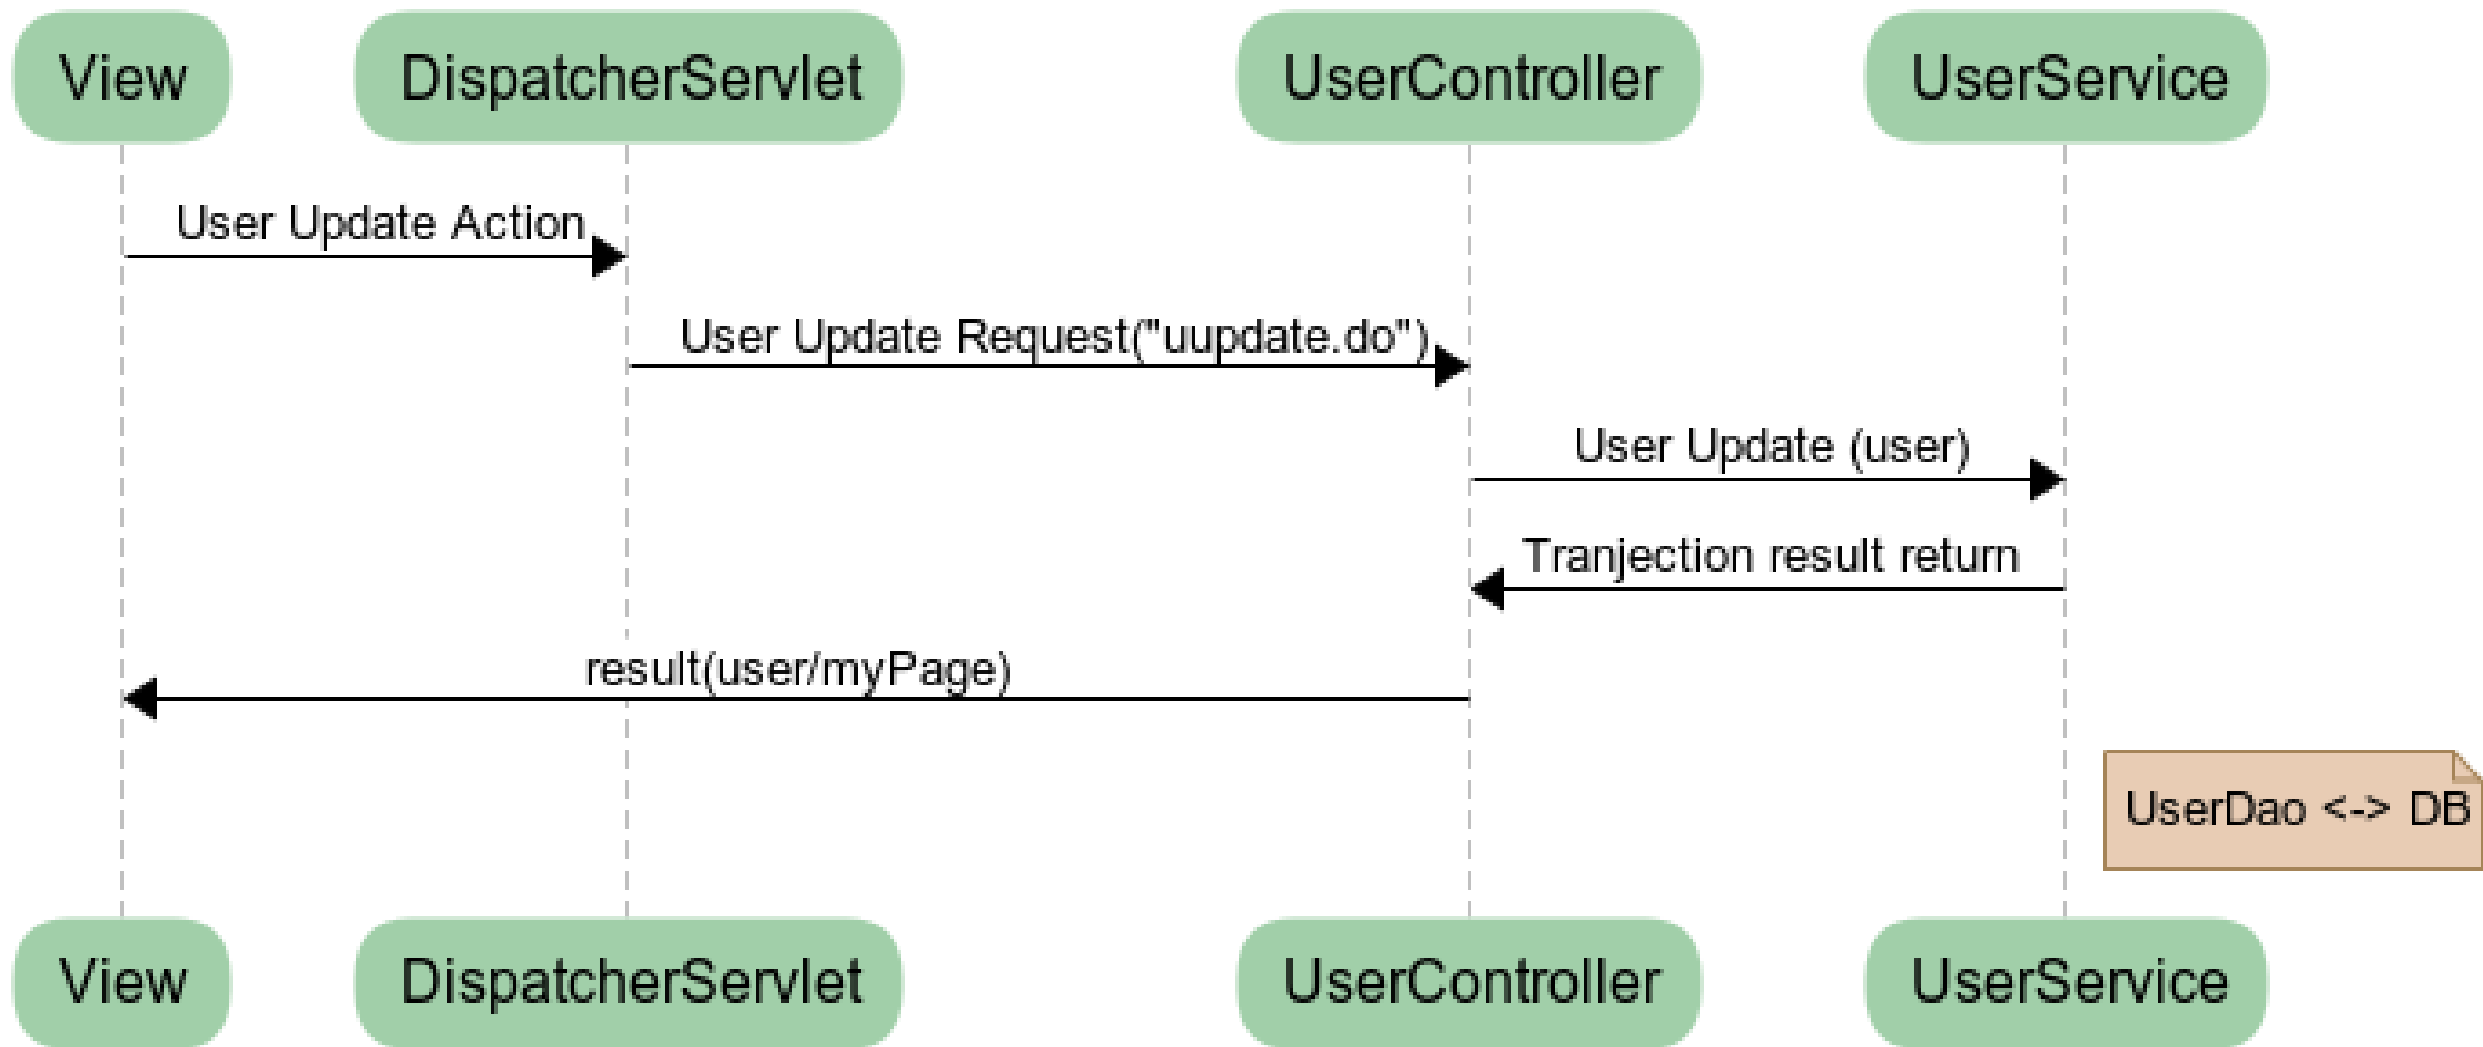 View
DispatcherServlet
UserController
UserService
User Update Action
User Update Request("uupdate.do")
User Update (user)
Tranjection result return
result(user/myPage)
UserDao <-> DB
View
DispatcherServlet
UserController
UserService